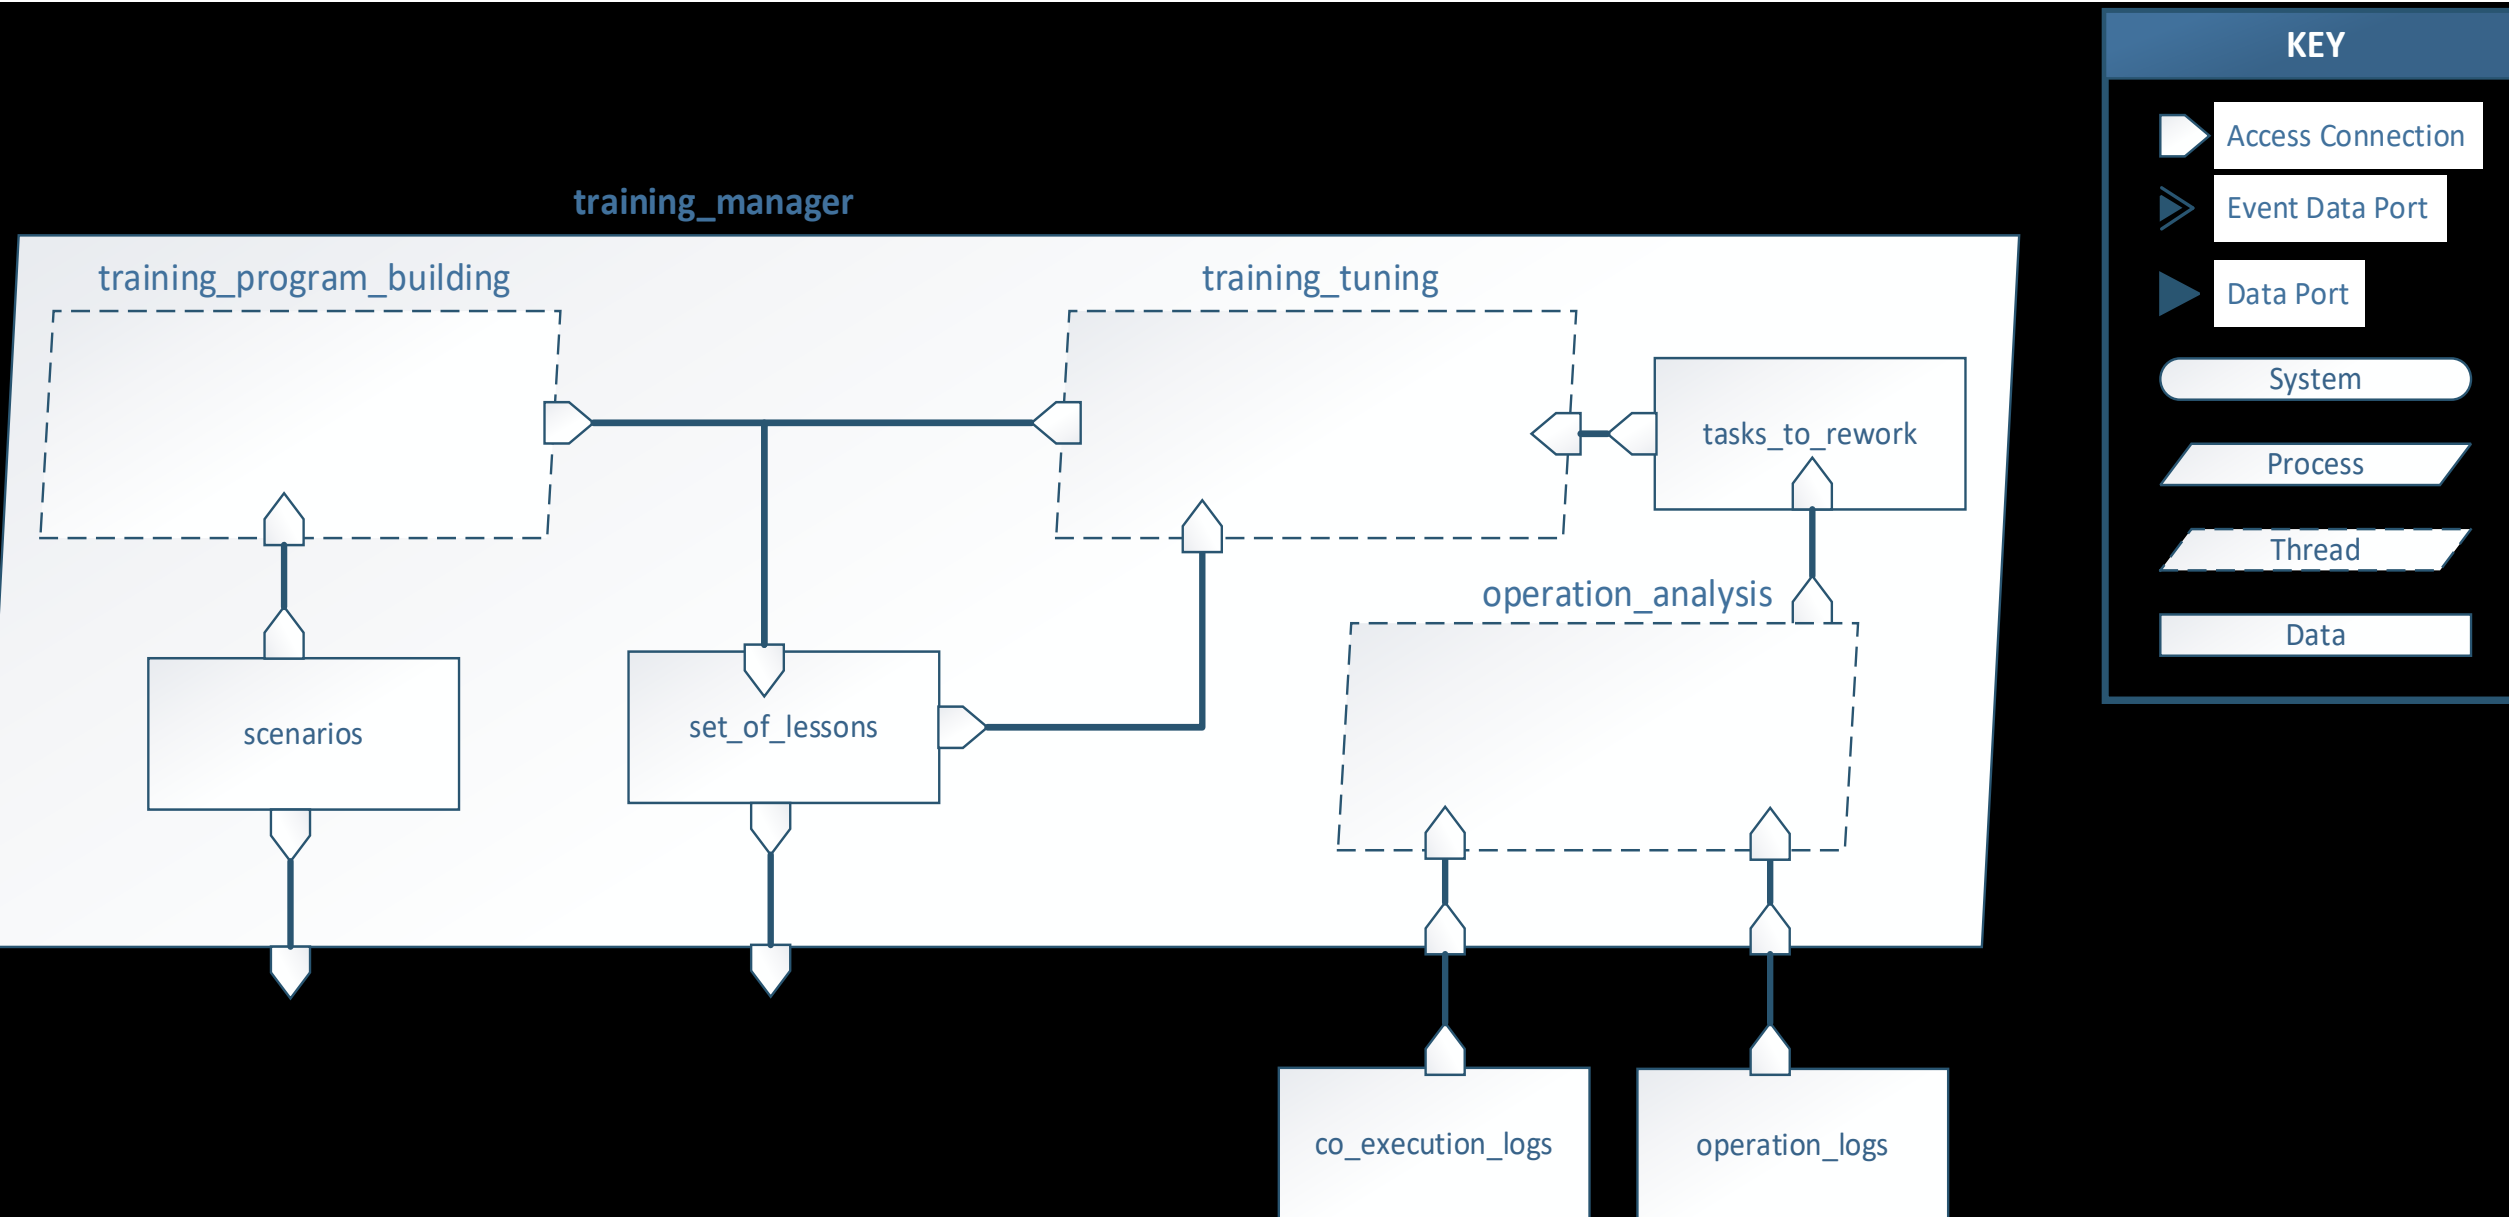 KEY
Access Connection
Event Data Port
Data Port
System
Process
Thread
Data
training_manager
training_program_building
training_tuning
tasks_to_rework
operation_analysis
scenarios
set_of_lessons
co_execution_logs
operation_logs